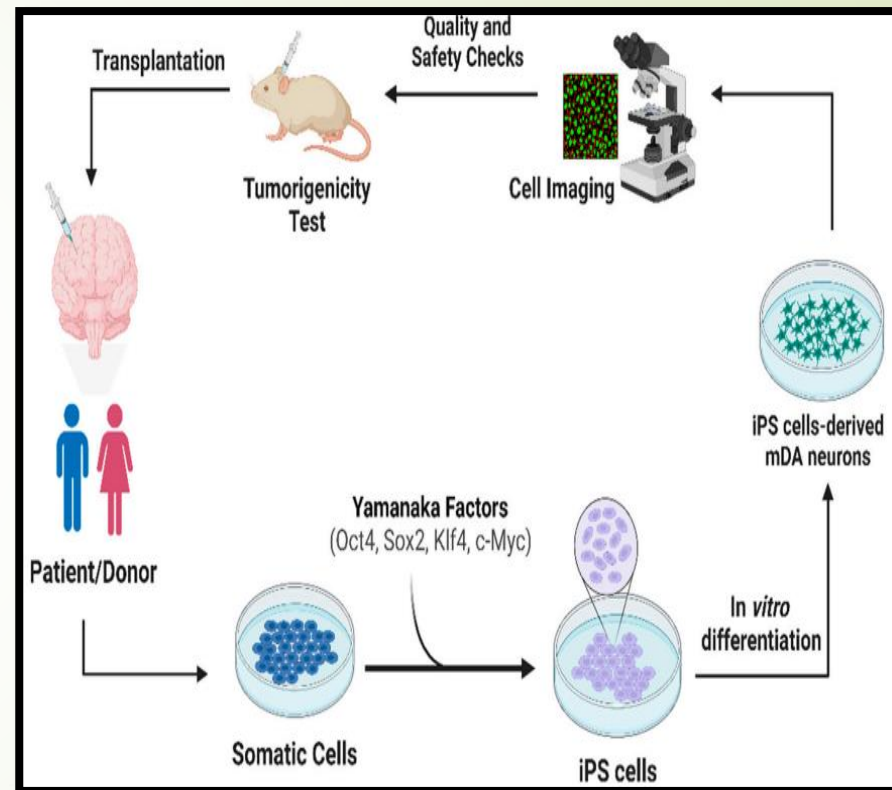 Quality and
Safety Checks
Transplantation
Tumorigenicity
Test
Cell Imaging
iPS cells-derived
mDA neurons
Yamanaka Factors
(Oct4, Sox2, Klf4, c-Myc)
Patient/Donor
In vitro
differentiation
Somatic Cells
iPS cells